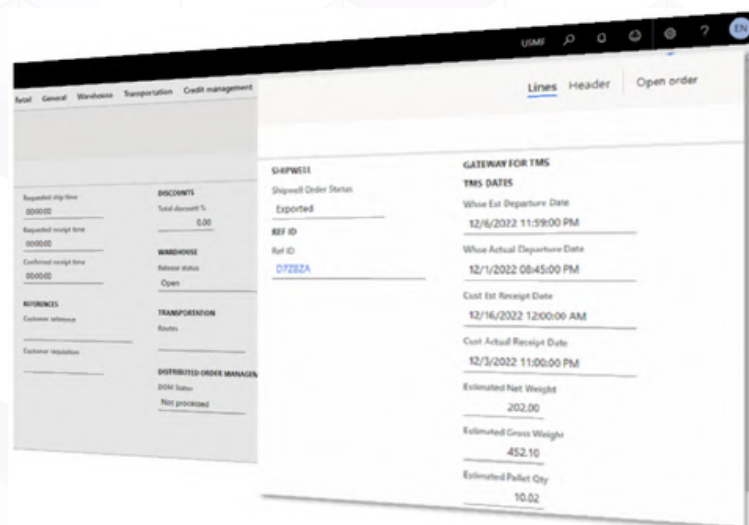 USMF
?
EN
Retail General Warehouse Transportation Credit management
Lines Header Open order
Requested ship time
00:00:00
Requested receipt time
00:00:00
Confirmed receipt time
00:00:00
REFERENCES
Customer reference
Customer requisition
DISCOUNTS
Total discount %
0.00
WAREHOUSE
Release status
Open
TRANSPORTATION
Routes
DISTRIBUTED ORDER MANAGEM
DOM Status
Not processed
SHIPWELL
Shipwell Order Status
Exported
REF ID
Ref ID
D7ZBZA
GATEWAY FOR TMS
TMS DATES
Whse Est Departure Date
12/6/2022 11:59:00 PM
Whse Actual Departure Date
12/1/2022 08:45:00 PM
Cust Est Receipt Date
12/16/2022 12:00:00 AM
Cust Actual Receipt Date
12/3/2022 11:00:00 PM
Estimated Net Weight
202.00
Estimated Gross Weight
452.10
Estimated Pallet Qty
10.02